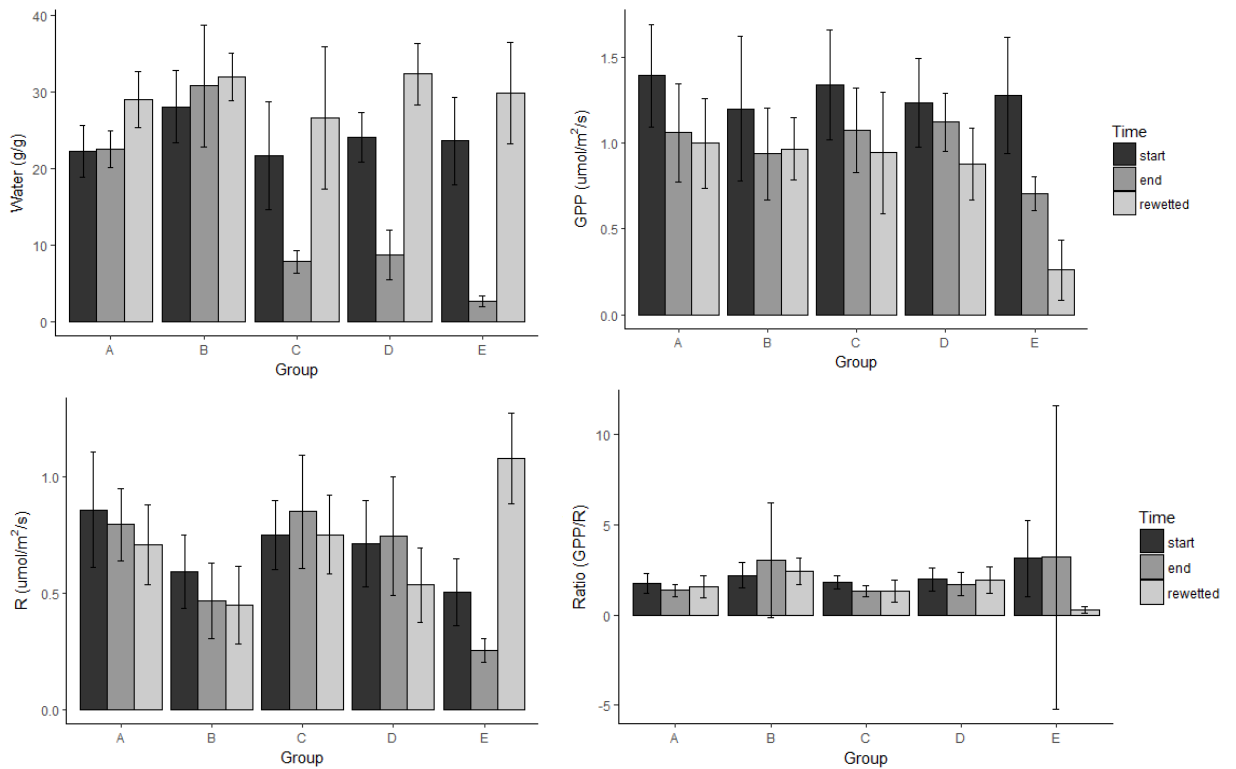 40
30
20
10
0
Water (g/g)
A B C D E
Group
1.5
1.0
0.5
0.0
GPP (umol/m²/s)
A B C D E
Group
Time
start
end
rewetted
1.0
0.5
0.0
R (umol/m²/s)
A B C D E
Group
10
5
0
-5
Ratio (GPP/R)
A B C D E
Group
Time
start
end
rewetted